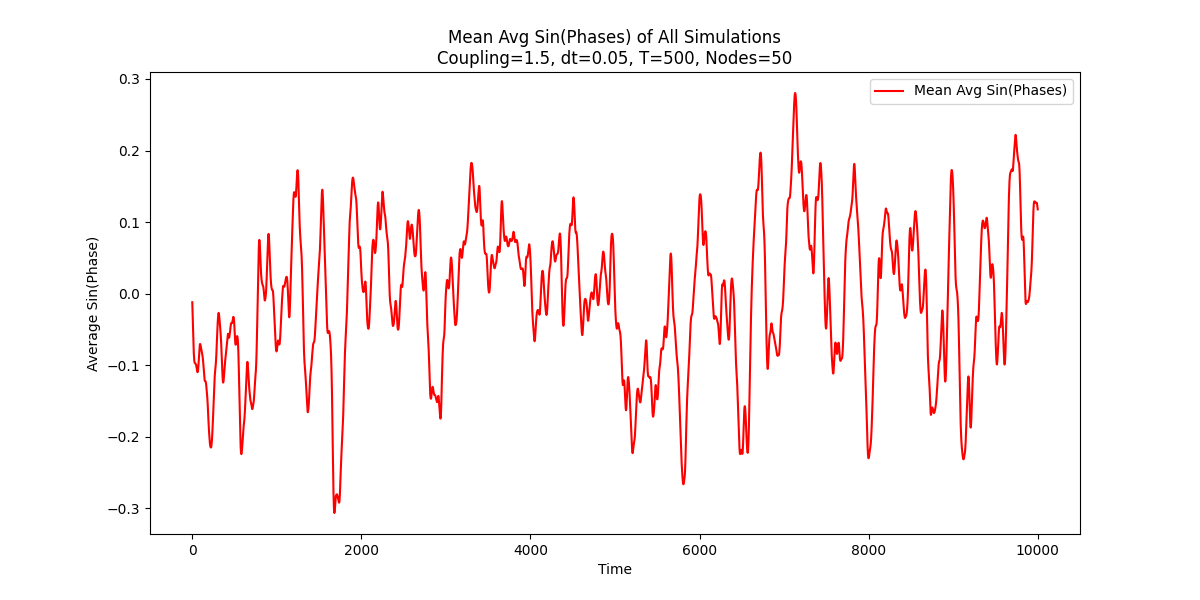 Mean Avg Sin(Phases) of All Simulations
Coupling=1.5, dt=0.05, T=500, Nodes=50
Mean Avg Sin(Phases)
Average Sin(Phase)
0.3
0.2
0.1
0.0
−0.1
−0.2
−0.3
0 2000 4000 6000 8000 10000
Time